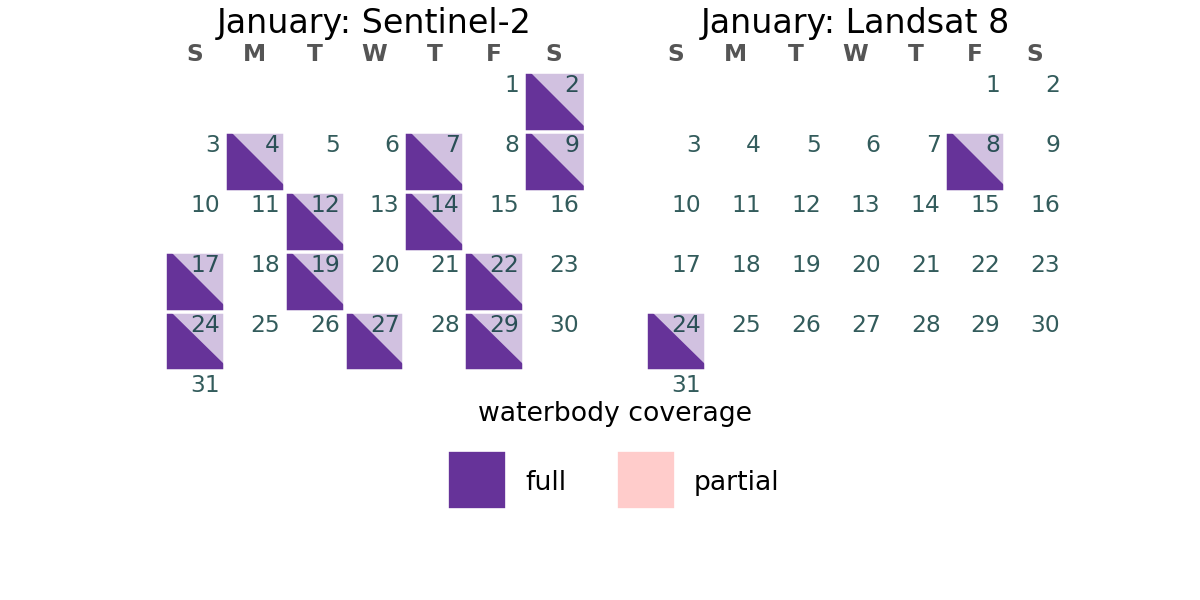 January: Sentinel-2
S M T W T F S
1 2
3 4 5 6 7 8 9
10 11 12 13 14 15 16
17 18 19 20 21 22 23
24 25 26 27 28 29 30
31
January: Landsat 8
S M T W T F S
1 2
3 4 5 6 7 8 9
10 11 12 13 14 15 16
17 18 19 20 21 22 23
24 25 26 27 28 29 30
31
waterbody coverage
full partial